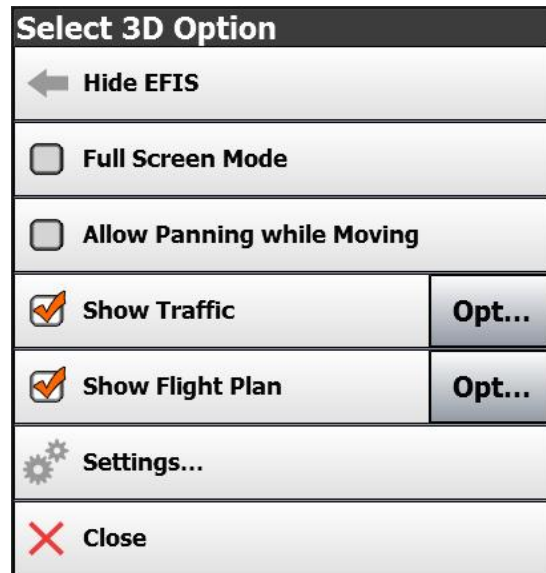 Select 3D Option
Hide EFIS
Full Screen Mode
Allow Panning while Moving
Show Traffic Opt...
Show Flight Plan Opt...
Settings...
Close